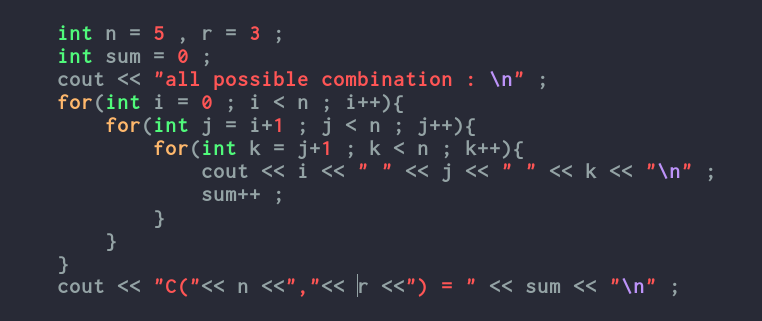 int n = 5 , r = 3 ;
int sum = 0 ;
cout << "all possible combination : \n" ;
for(int i = 0 ; i < n ; i++){
for(int j = i+1 ; j < n ; j++){
for(int k = j+1 ; k < n ; k++){
cout << i << " " << j << " " << k << "\n" ;
sum++ ;
}
}
}
cout << "C("<< n <<","<< r <<") = " << sum << "\n" ;